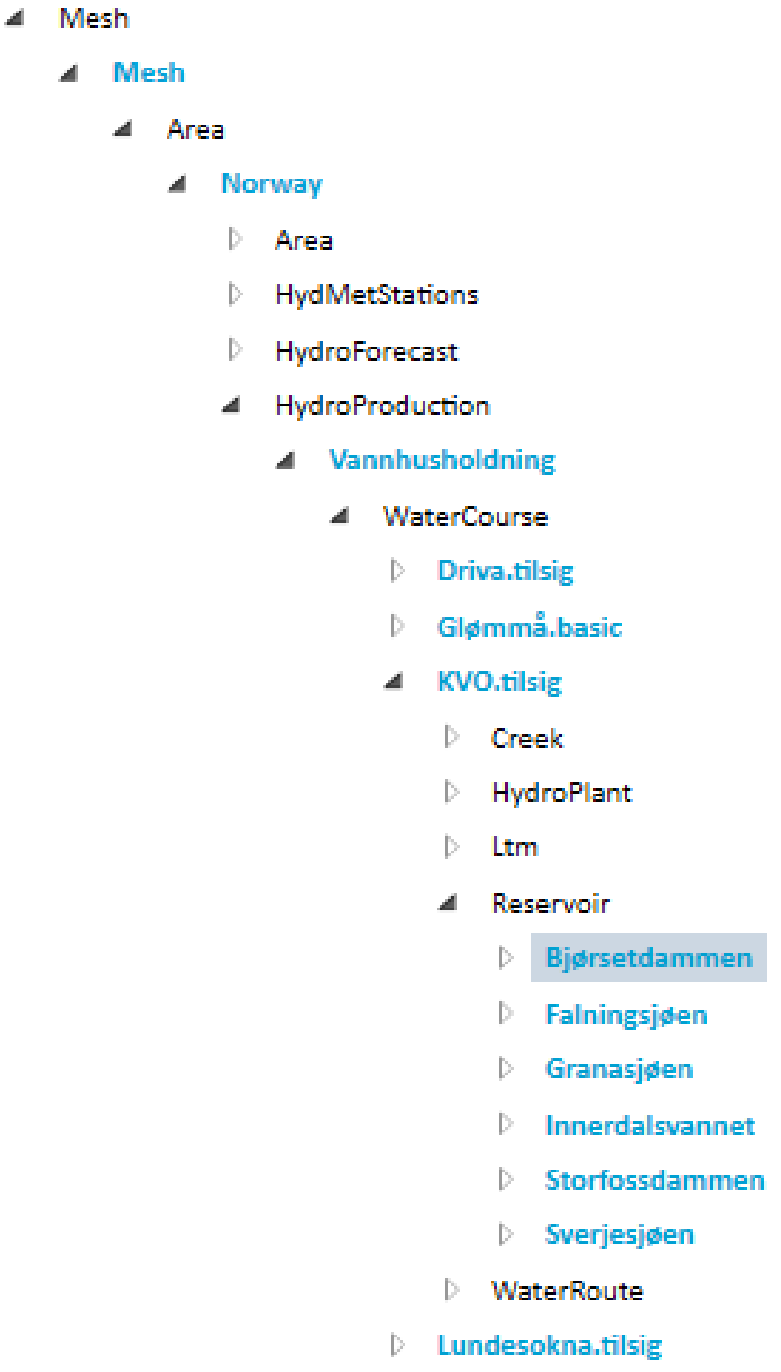 Mesh
Mesh
Area
Norway
Area
HydMetStations
HydroForecast
HydroProduction
Vannhusholdning
WaterCourse
Driva.tilsig
Glømmå.basic
KVO.tilsig
Creek
HydroPlant
Ltm
Reservoir
Bjørsetdammen
Falningsjøen
Granasjøen
Innerdalsvannet
Storfossdammen
Sverjesjøen
WaterRoute
Lundesokna.tilsig